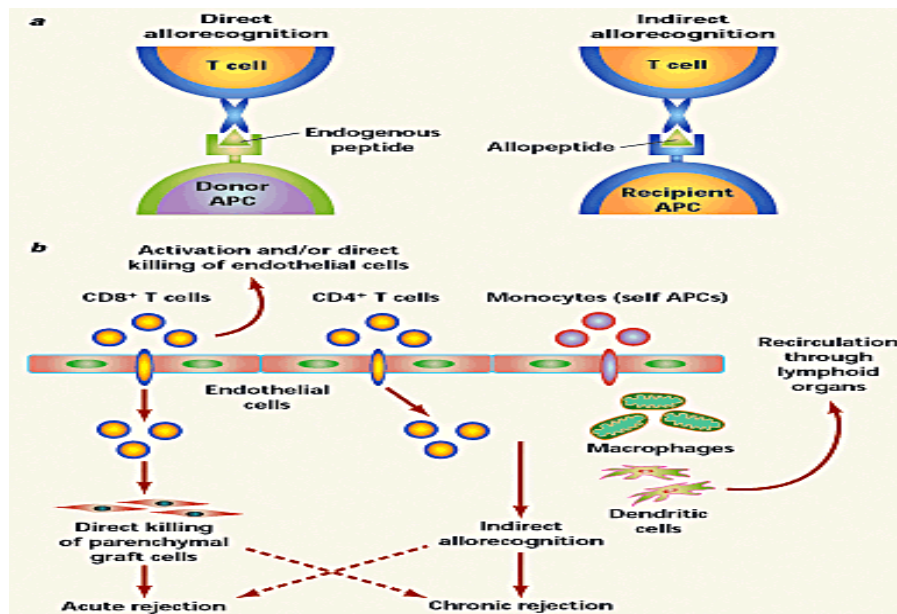 a
Direct
allorecognition
T cell
Endogenous
peptide
Donor
APC
Indirect
allorecognition
T cell
Allopeptide
Recipient
APC
b
Activation and/or direct
killing of endothelial cells
CD8⁺ T cells
CD4⁺ T cells
Monocytes (self APCs)
Recirculation
through
lymphoid
organs
Endothelial
cells
Macrophages
Dendritic
cells
Direct killing
of parenchymal
graft cells
Indirect
allorecognition
Acute rejection
Chronic rejection